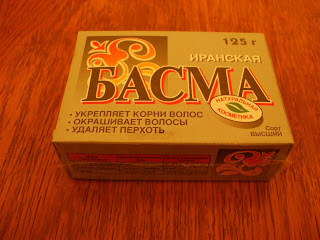 125 г
ИРАНСКАЯ
БАСМА
• УКРЕПЛЯЕТ КОРНИ ВОЛОС
• ОКРАШИВАЕТ ВОЛОСЫ
• УДАЛЯЕТ ПЕРХОТЬ
НАТУРАЛЬНАЯ
КОСМЕТИКА
Сорт
ВЫСШИЙ